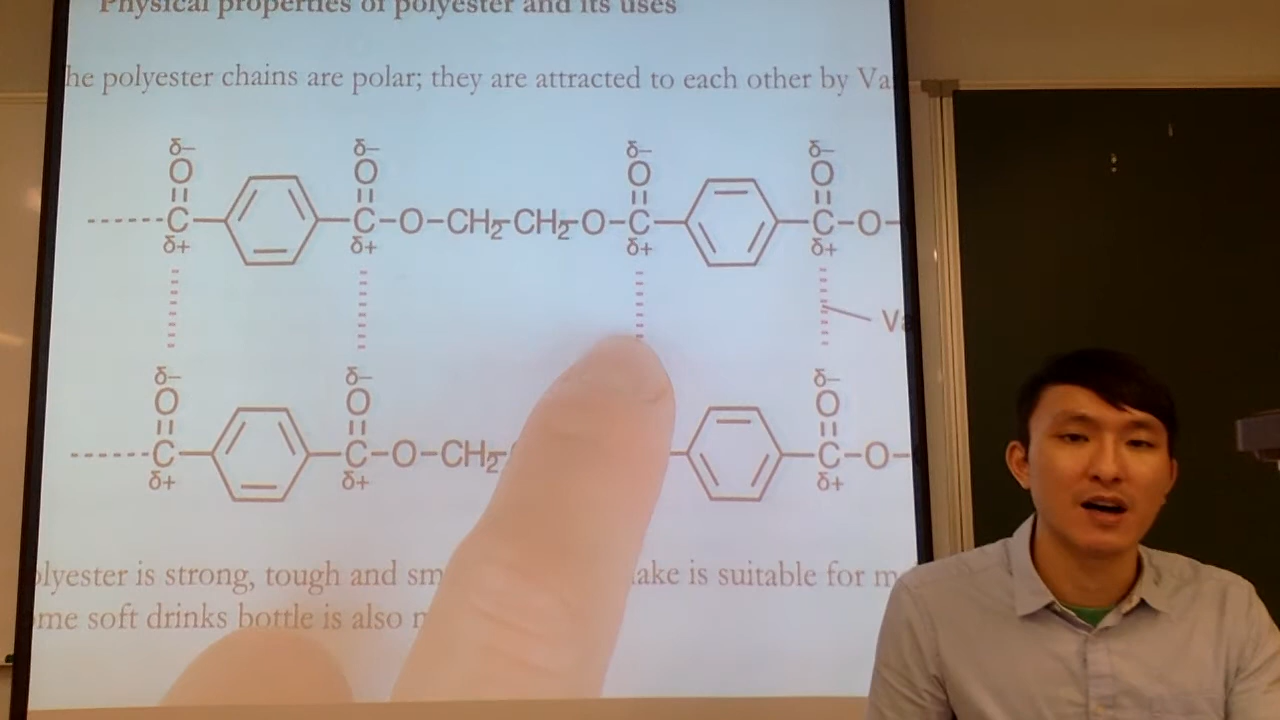 Physical properties of polyester and its uses
he polyester chains are polar; they are attracted to each other by Va
δ– δ– δ– δ–
O O O O
C C–O–CH2–CH2–O–C C–O–
δ+ δ+ δ+ δ+
Va
δ– δ– δ–
O O O
C C–O–CH2 C–O–
δ+ δ+ δ+
olyester is strong, tough and sm ake is suitable for m
ome soft drinks bottle is also